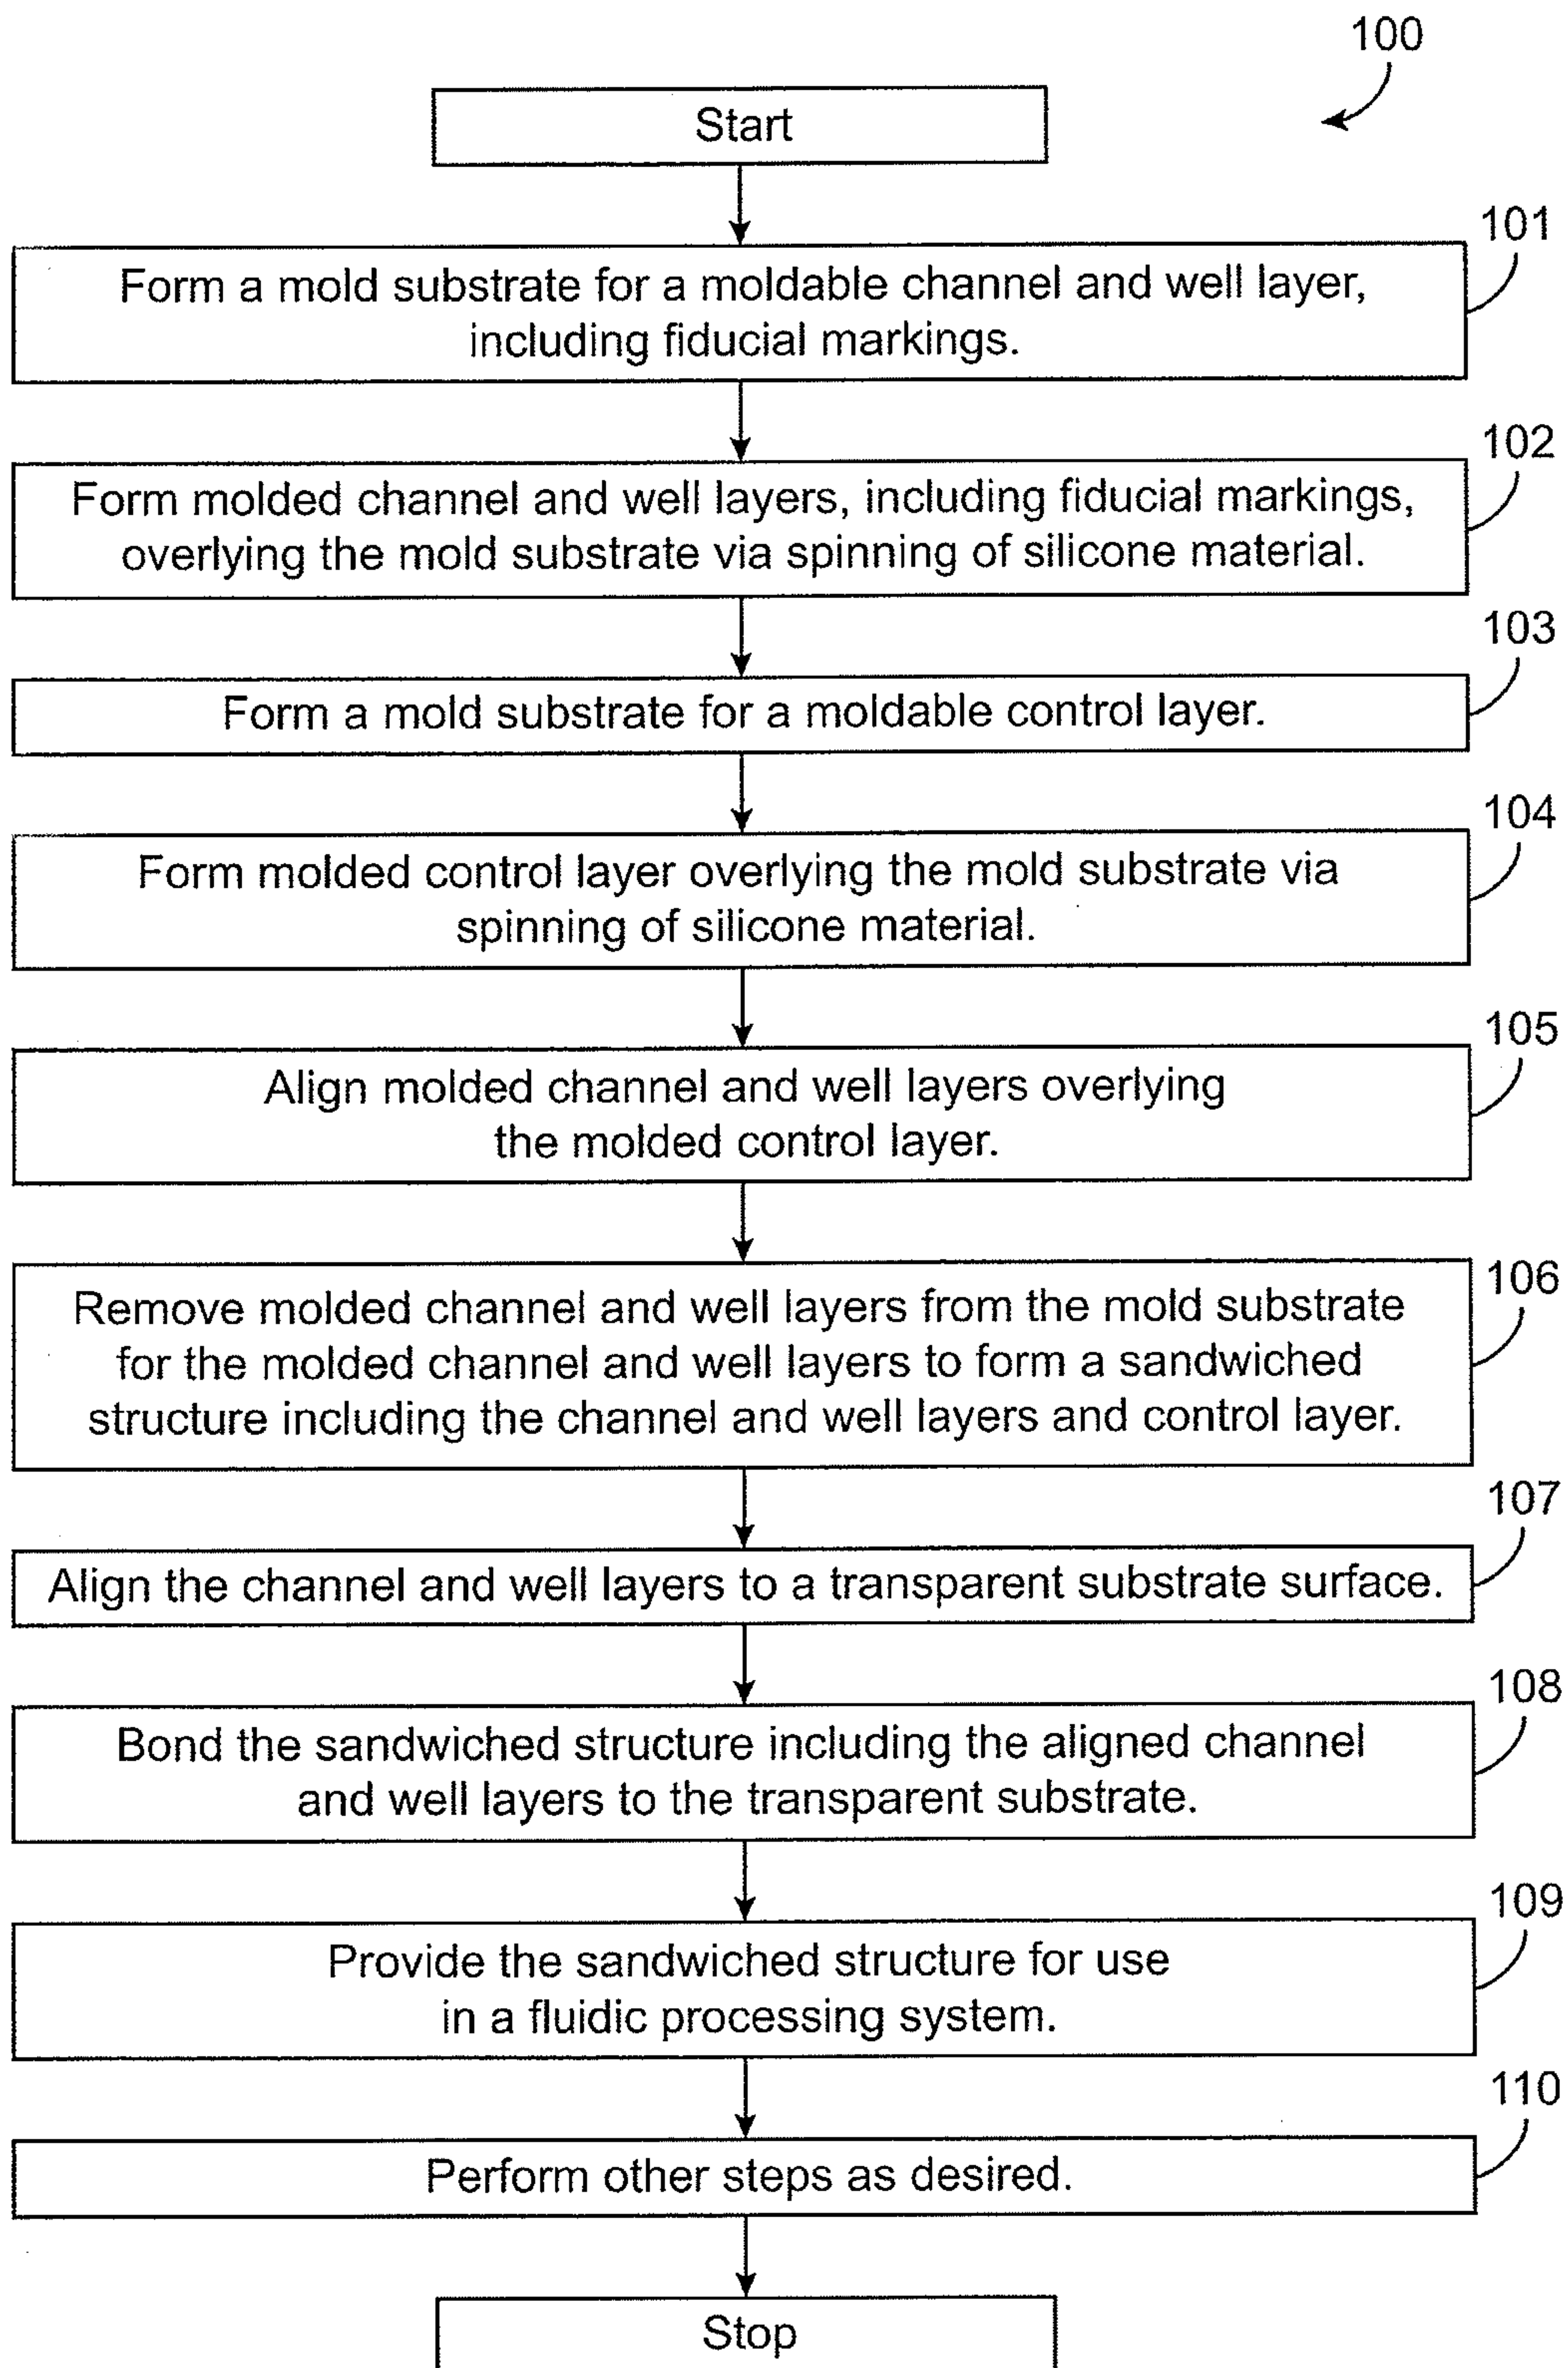 100
Start
101
Form a mold substrate for a moldable channel and well layer,
including fiducial markings.
102
Form molded channel and well layers, including fiducial markings,
overlying the mold substrate via spinning of silicone material.
103
Form a mold substrate for a moldable control layer.
104
Form molded control layer overlying the mold substrate via
spinning of silicone material.
105
Align molded channel and well layers overlying
the molded control layer.
106
Remove molded channel and well layers from the mold substrate
for the molded channel and well layers to form a sandwiched
structure including the channel and well layers and control layer.
107
Align the channel and well layers to a transparent substrate surface.
108
Bond the sandwiched structure including the aligned channel
and well layers to the transparent substrate.
109
Provide the sandwiched structure for use
in a fluidic processing system.
110
Perform other steps as desired.
Stop